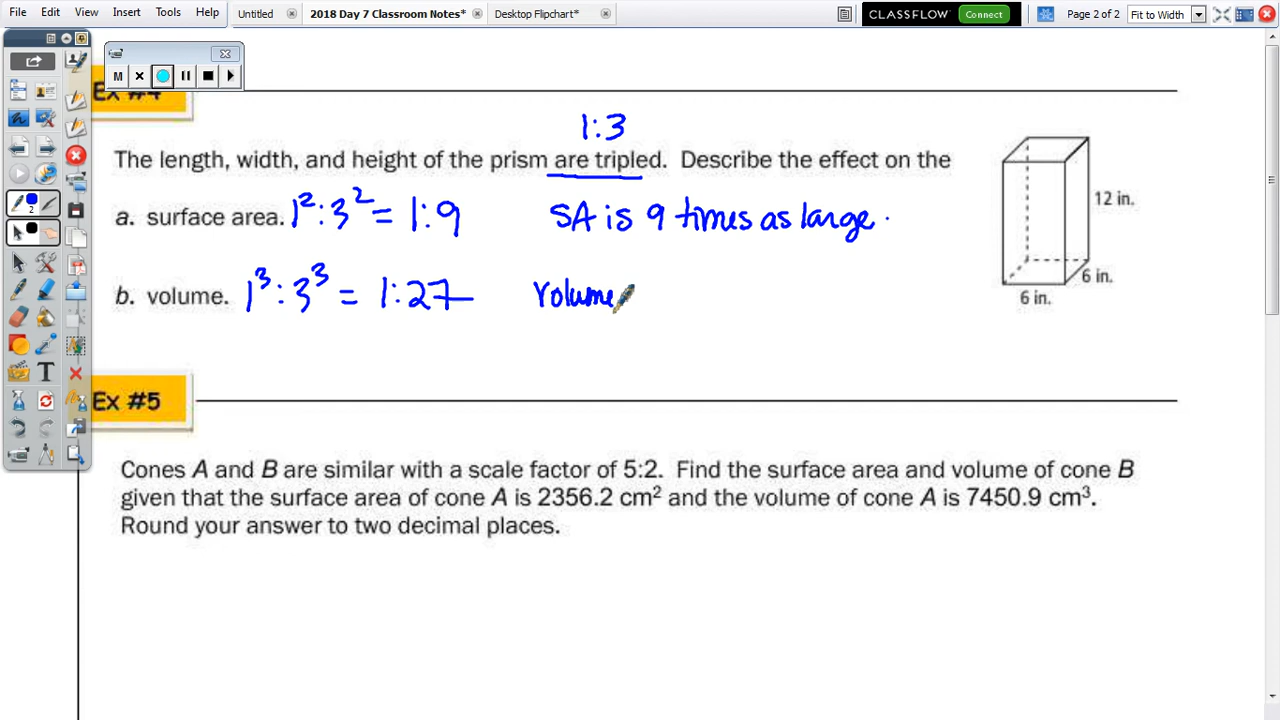 File Edit View Insert Tools Help Untitled 2018 Day 7 Classroom Notes* Desktop Flipchart* CLASSFLOW Connect Page 2 of 2 Fit to Width
M
Ex #4
1:3
The length, width, and height of the prism are tripled. Describe the effect on the
a. surface area. 1²:3² = 1:9 SA is 9 times as large.
12 in.
6 in.
b. volume. 1³:3³ = 1:27 Volume
6 in.
Ex #5
Cones A and B are similar with a scale factor of 5:2. Find the surface area and volume of cone B
given that the surface area of cone A is 2356.2 cm² and the volume of cone A is 7450.9 cm³.
Round your answer to two decimal places.